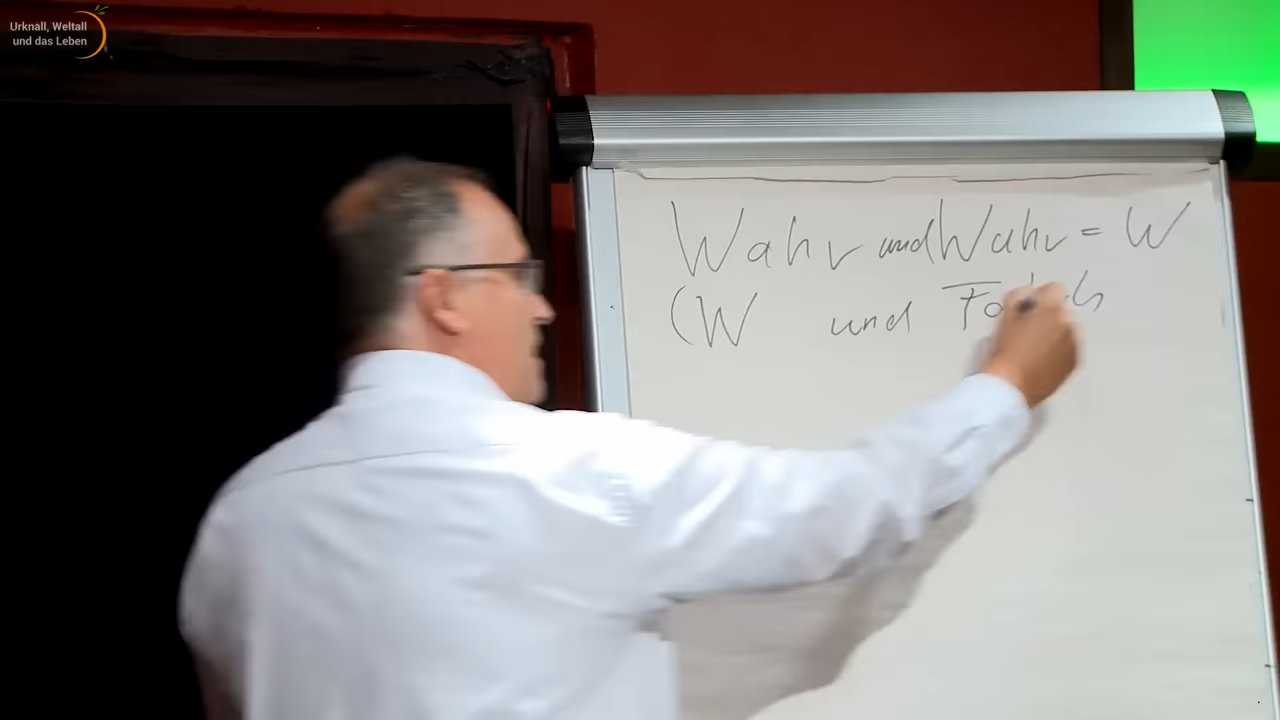 Urknall, Weltall
und das Leben
Wahr und Wahr = W
(W und